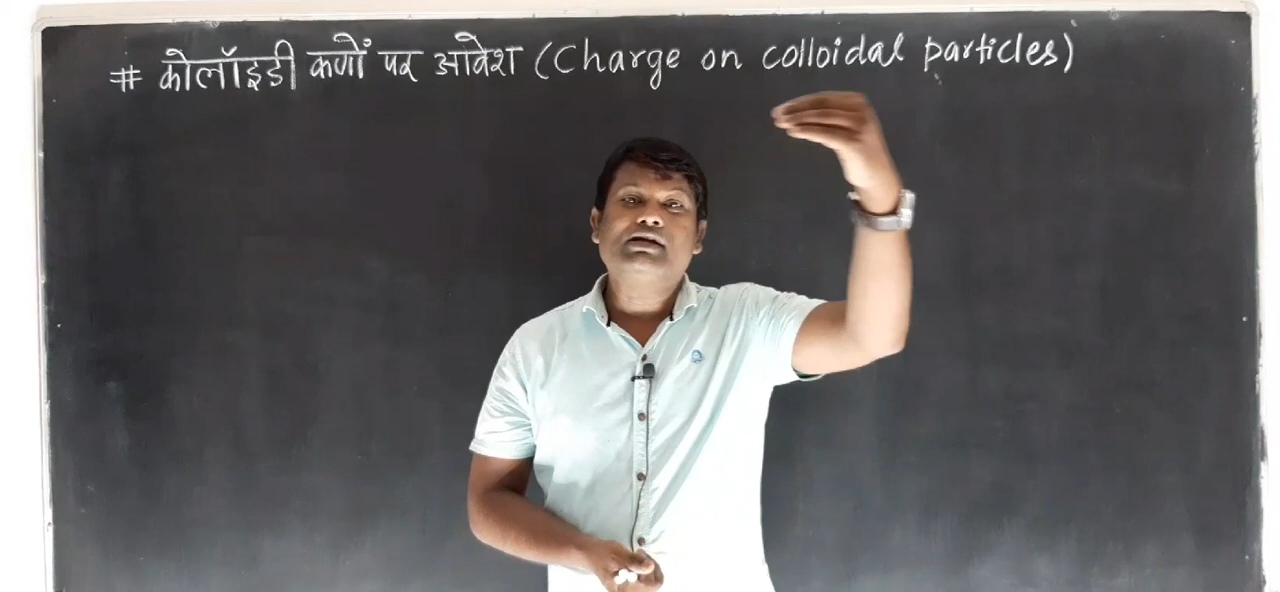 # कोलॉइडी कणों पर आवेश (Charge on colloidal particles)